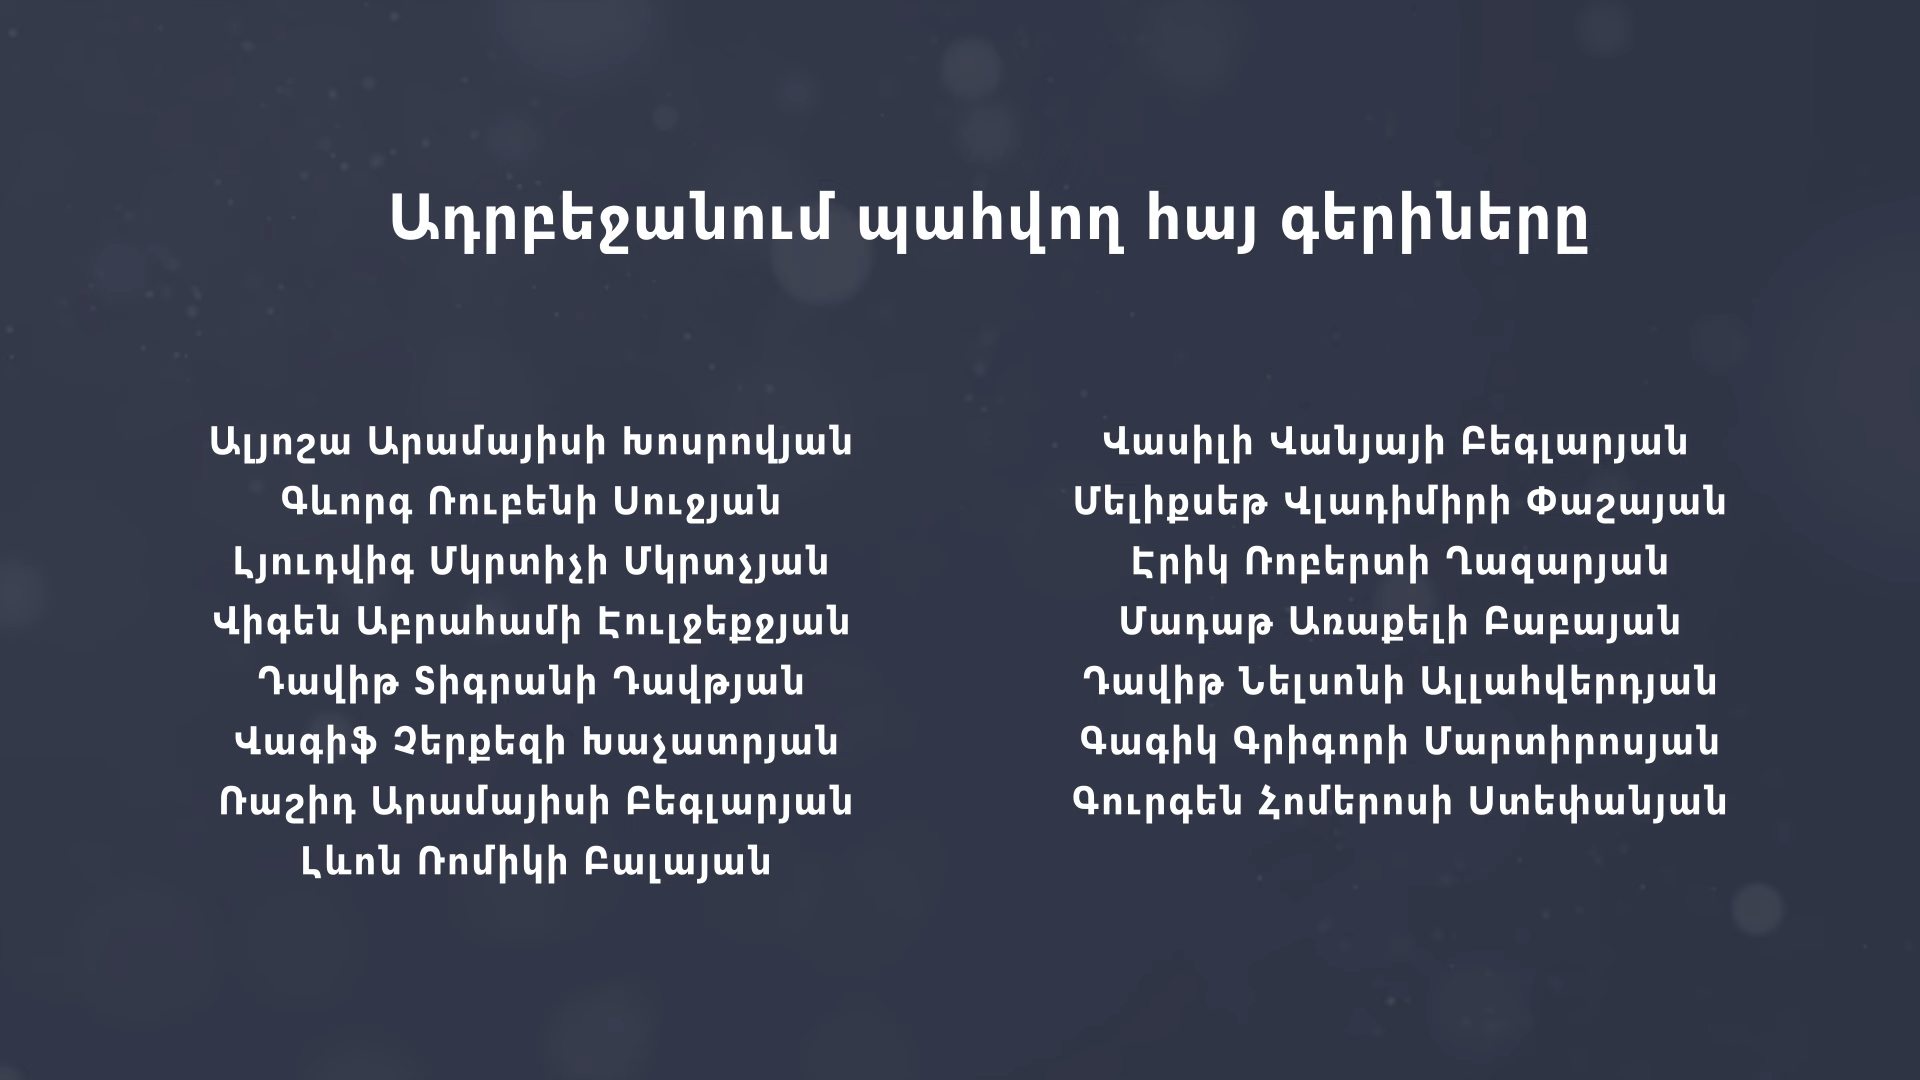 Ադրբեջանում պահվող հայ գերիները
Ալյոշա Արամայիսի Խոսրովյան
Գևորգ Ռուբենի Սուջյան
Լյուդվիգ Մկրտիչի Մկրտչյան
Վիգեն Աբրահամի Էուլջեքջյան
Դավիթ Տիգրանի Դավթյան
Վագիֆ Չերքեզի Խաչատրյան
Ռաշիդ Արամայիսի Բեգլարյան
Լևոն Ռոմիկի Բալայան
Վասիլի Վանյայի Բեգլարյան
Մելիքսեթ Վլադիմիրի Փաշայան
Էրիկ Ռոբերտի Ղազարյան
Մադաթ Առաքելի Բաբայան
Դավիթ Նելսոնի Ալլահվերդյան
Գագիկ Գրիգորի Մարտիրոսյան
Գուրգեն Հոմերոսի Ստեփանյան